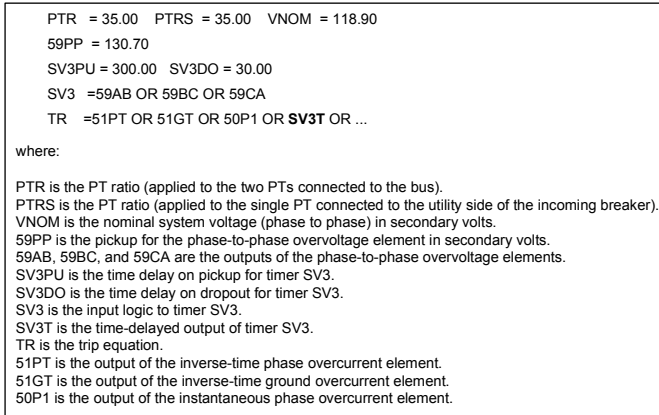 PTR = 35.00 PTRS = 35.00 VNOM = 118.90
59PP = 130.70
SV3PU = 300.00 SV3DO = 30.00
SV3 =59AB OR 59BC OR 59CA
TR =51PT OR 51GT OR 50P1 OR SV3T OR ...
where:
PTR is the PT ratio (applied to the two PTs connected to the bus).
PTRS is the PT ratio (applied to the single PT connected to the utility side of the incoming breaker).
VNOM is the nominal system voltage (phase to phase) in secondary volts.
59PP is the pickup for the phase-to-phase overvoltage element in secondary volts.
59AB, 59BC, and 59CA are the outputs of the phase-to-phase overvoltage elements.
SV3PU is the time delay on pickup for timer SV3.
SV3DO is the time delay on dropout for timer SV3.
SV3 is the input logic to timer SV3.
SV3T is the time-delayed output of timer SV3.
TR is the trip equation.
51PT is the output of the inverse-time phase overcurrent element.
51GT is the output of the inverse-time ground overcurrent element.
50P1 is the output of the instantaneous phase overcurrent element.